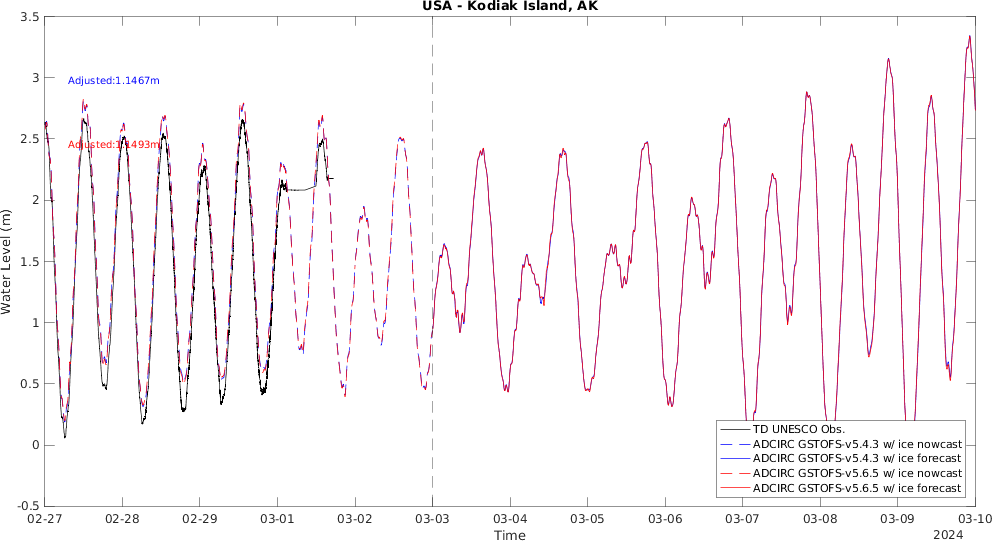 USA - Kodiak Island, AK
3.5
3
2.5
2
1.5
1
0.5
0
-0.5
Water Level (m)
Adjusted:1.1467m
Adjusted:1.1493m
02-27 02-28 02-29 03-01 03-02 03-03 03-04 03-05 03-06 03-07 03-08 03-09 03-10
Time
2024
TD UNESCO Obs.
ADCIRC GSTOFS-v5.4.3 w/ ice nowcast
ADCIRC GSTOFS-v5.4.3 w/ ice forecast
ADCIRC GSTOFS-v5.6.5 w/ ice nowcast
ADCIRC GSTOFS-v5.6.5 w/ ice forecast